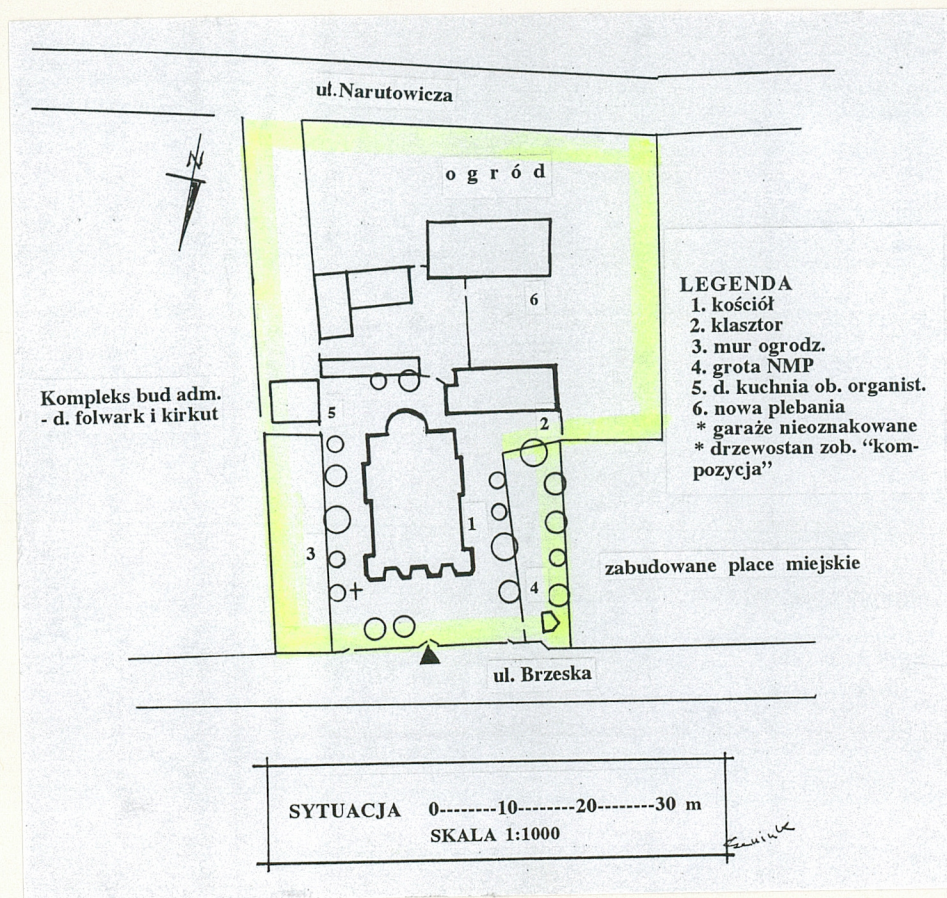 ul.Narutowicza
N
o g r ó d
6
LEGENDA
1. kościół
2. klasztor
3. mur ogrodz.
4. grota NMP
5. d. kuchnia ob. organist.
6. nowa plebania
* garaże nieoznakowane
* drzewostan zob. “kom-
pozycja”
Kompleks bud adm.
- d. folwark i kirkut
5
2
1
3
4
zabudowane place miejskie
ul. Brzeska
SYTUACJA 0--------10--------20--------30 m
SKALA 1:1000